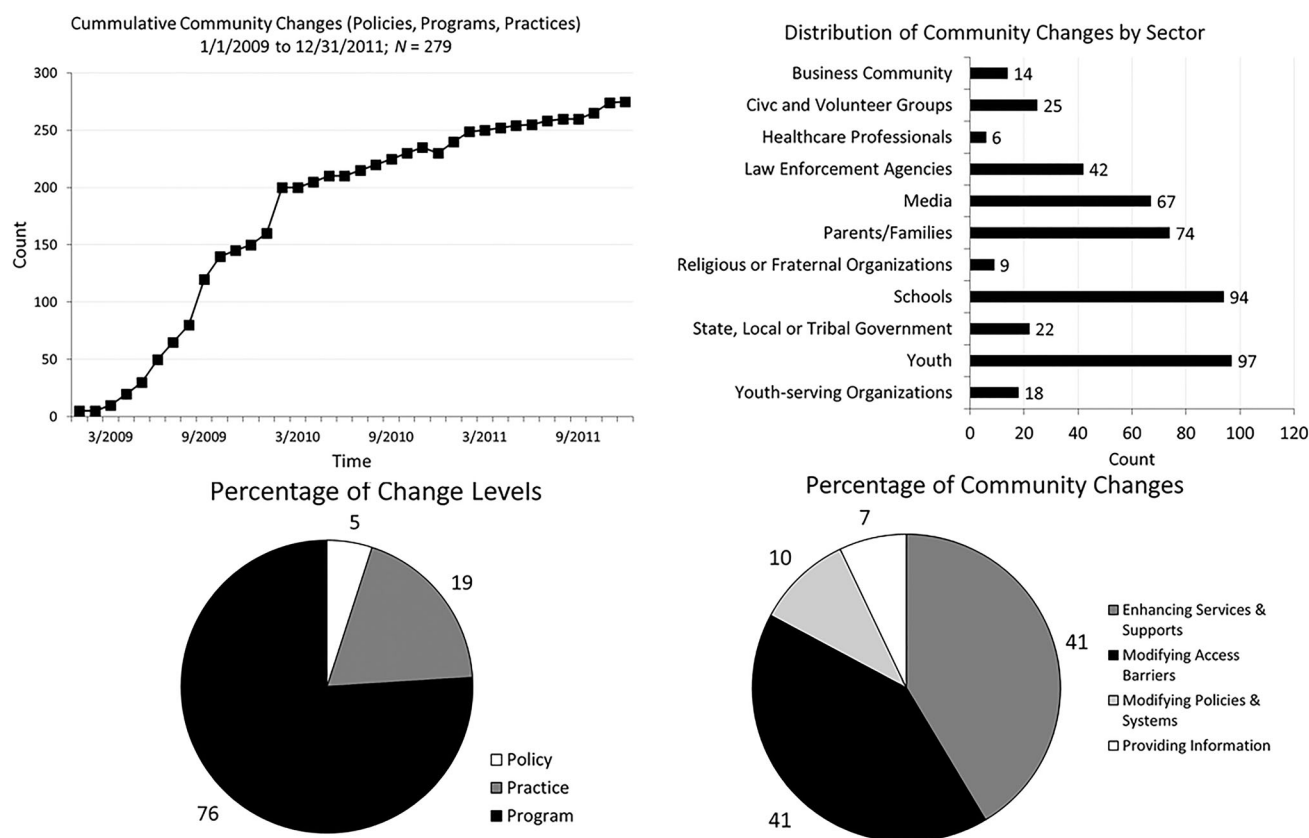 Cummulative Community Changes (Policies, Programs, Practices)
1/1/2009 to 12/31/2011; N = 279
300
250
200
150
100
50
0
Count
3/2009
9/2009
3/2010
9/2010
3/2011
9/2011
Time
Distribution of Community Changes by Sector
Business Community
14
Civc and Volunteer Groups
25
Healthcare Professionals
6
Law Enforcement Agencies
42
Media
67
Parents/Families
74
Religious or Fraternal Organizations
9
Schools
94
State, Local or Tribal Government
22
Youth
97
Youth-serving Organizations
18
0
20
40
60
80
100
120
Count
Percentage of Change Levels
5
19
76
Policy
Practice
Program
Percentage of Community Changes
7
10
41
41
Enhancing Services &
Supports
Modifying Access
Barriers
Modifying Policies &
Systems
Providing Information